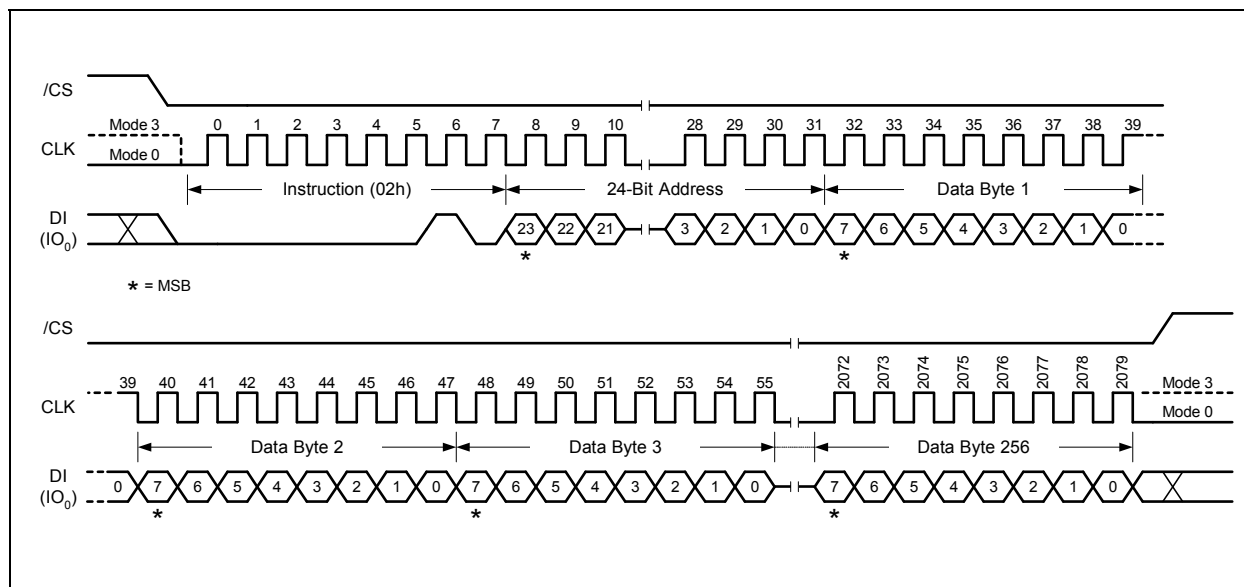 /CS
Mode 3
0 1 2 3 4 5 6 7 8 9 10 28 29 30 31 32 33 34 35 36 37 38 39
CLK
Mode 0
Instruction (02h) 24-Bit Address Data Byte 1
DI
(IO0)
23 22 21 3 2 1 0 7 6 5 4 3 2 1 0
* *
* = MSB
/CS
39 40 41 42 43 44 45 46 47 48 49 50 51 52 53 54 55 2072 2073 2074 2075 2076 2077 2078 2079
Mode 3
CLK
Mode 0
Data Byte 2 Data Byte 3 Data Byte 256
DI
(IO0)
0 7 6 5 4 3 2 1 0 7 6 5 4 3 2 1 0 7 6 5 4 3 2 1 0
* * *